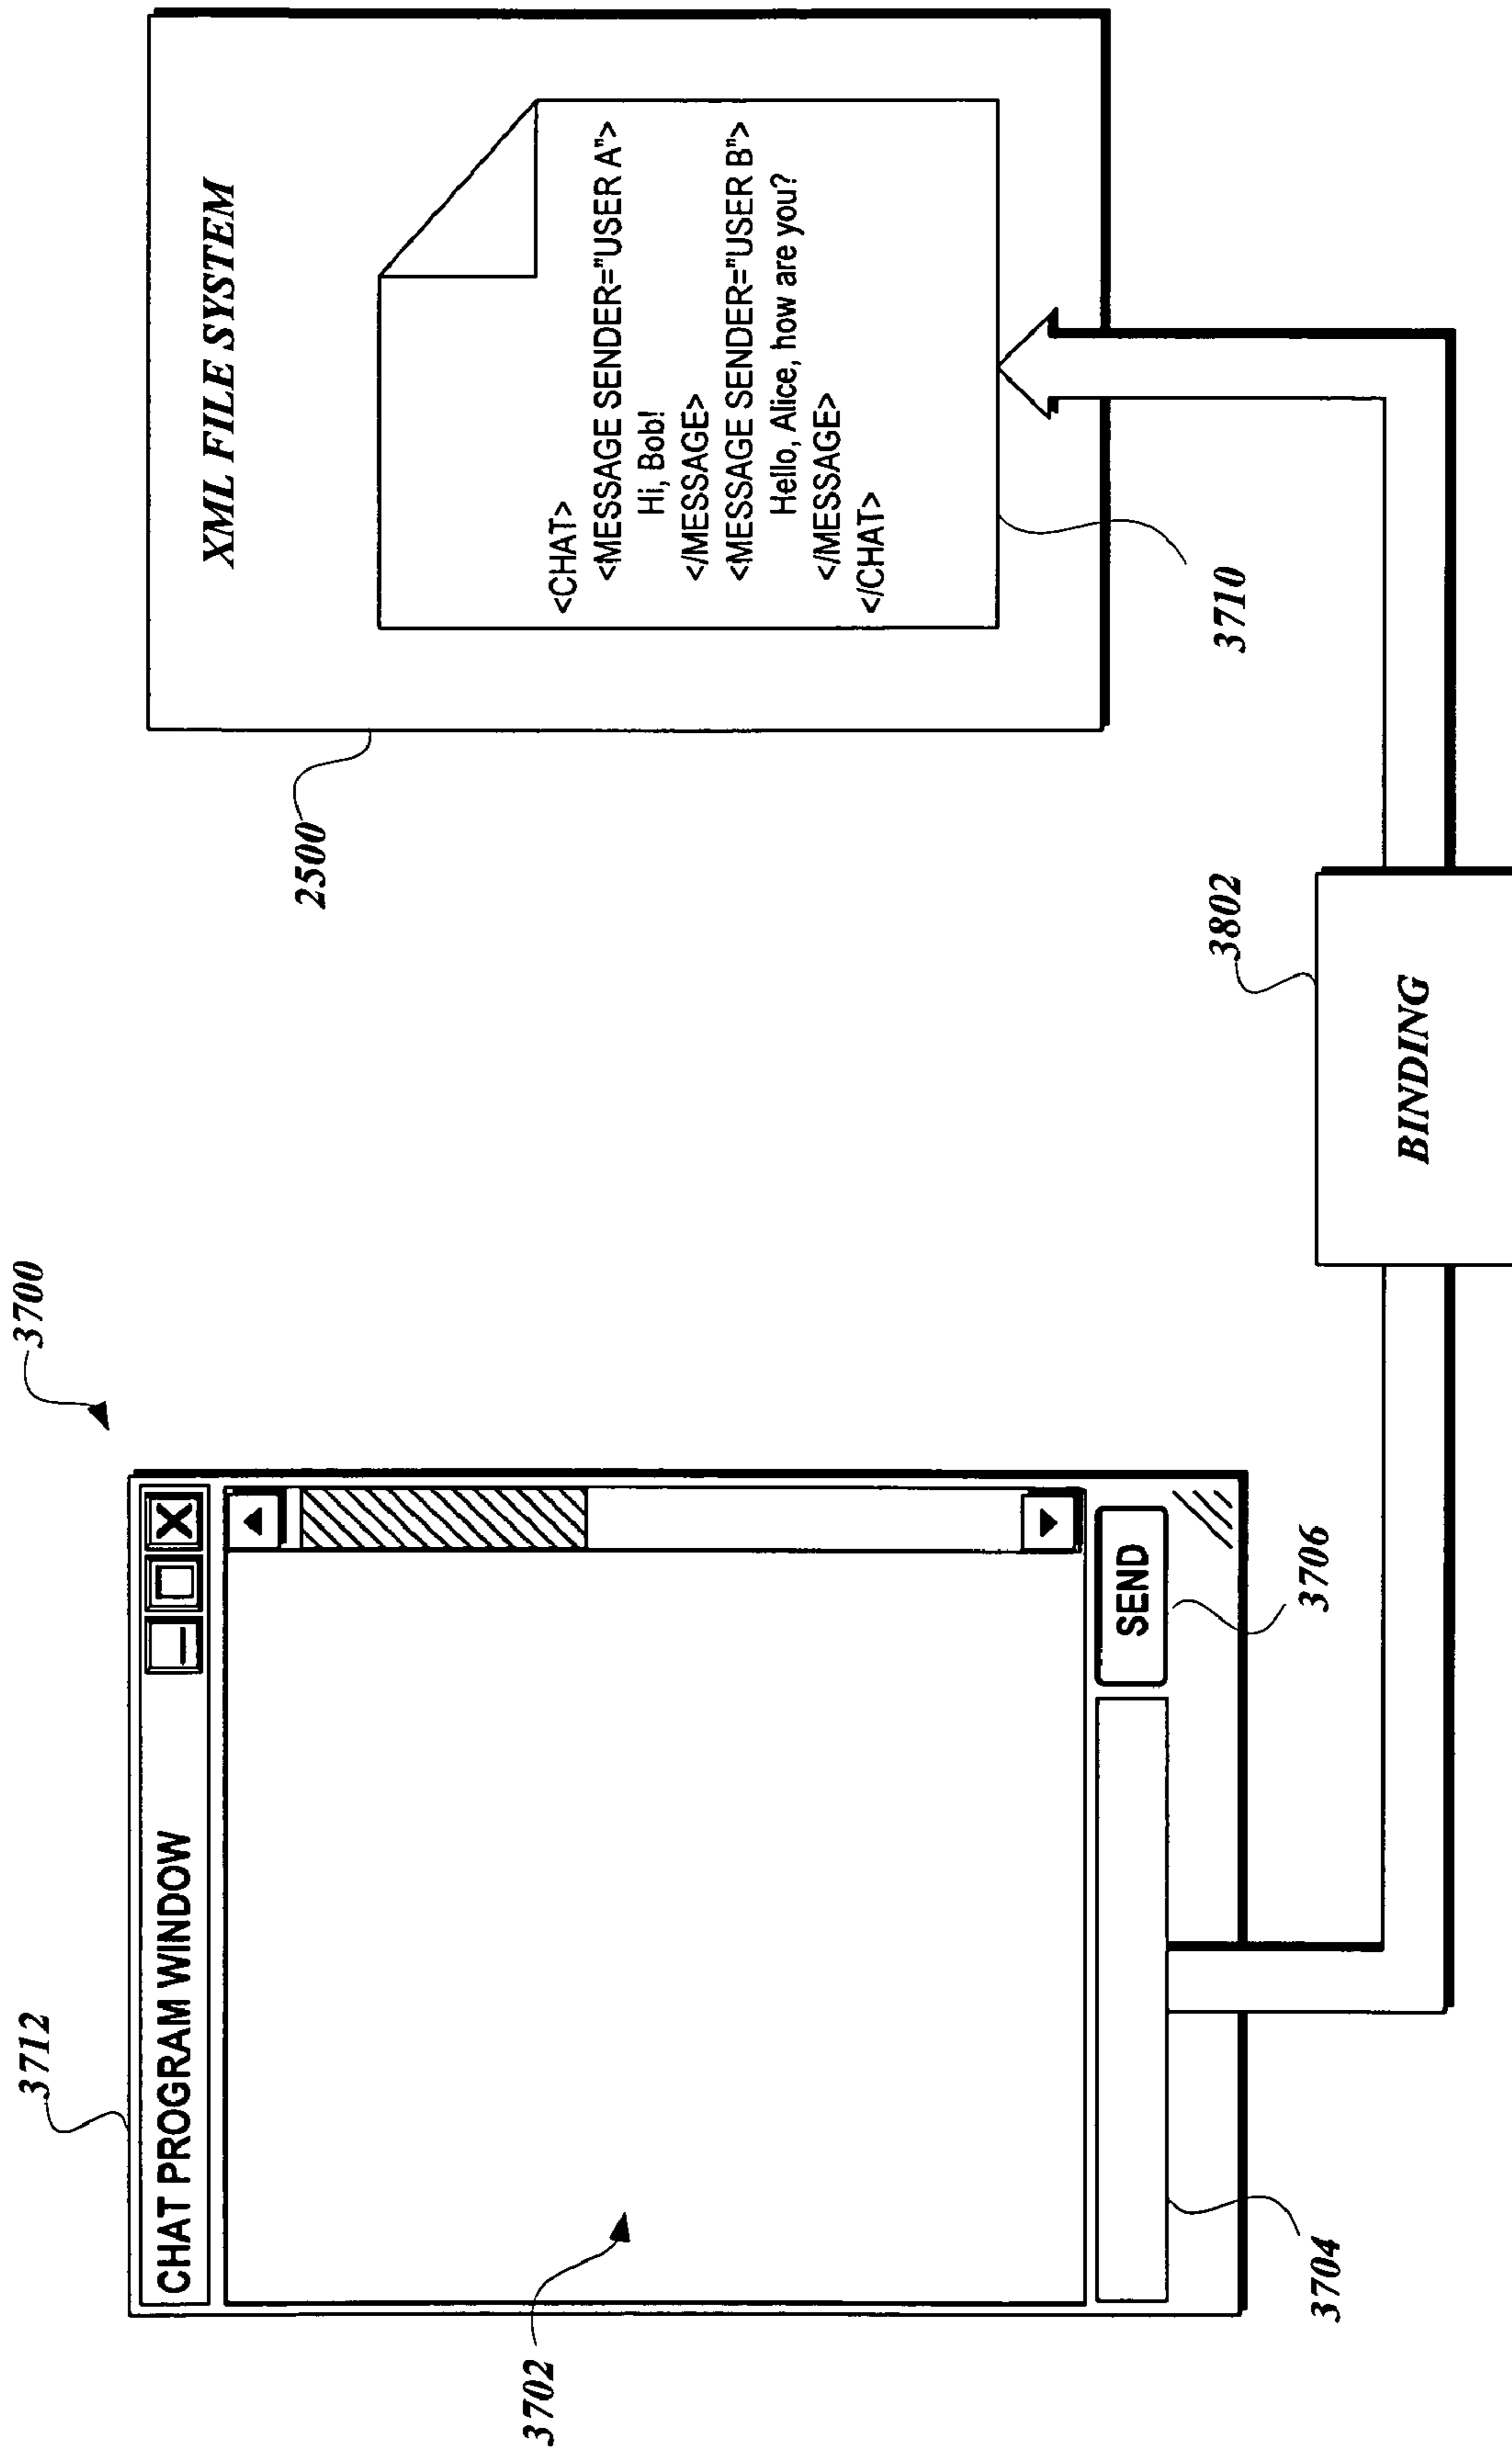 3700
3712
CHAT PROGRAM WINDOW
3702
SEND
3704
3706
2500
XML FILE SYSTEM
<CHAT>
<MESSAGE SENDER="USER A">
Hi, Bob!
</MESSAGE>
<MESSAGE SENDER="USER B">
Hello, Alice, how are you?
</MESSAGE>
</CHAT>
3710
3802
BINDING